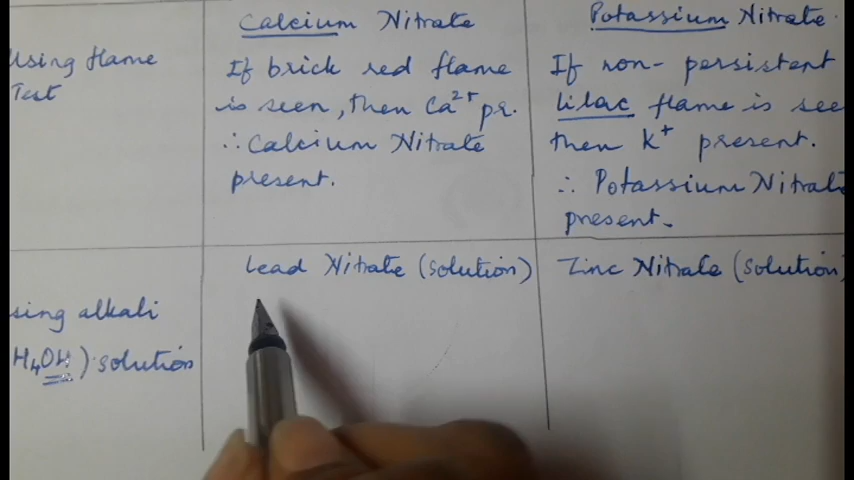 Calcium Nitrate
Potassium Nitrate
Using flame
Test
If brick red flame
is seen, then Ca²⁺ pr.
∴ Calcium Nitrate
present.
If non-persistent
lilac flame is see
then K⁺ present.
∴ Potassium Nitrat
present.
sing alkali
H₄OH) solution
Lead Nitrate (solution)
Zinc Nitrate (solution)